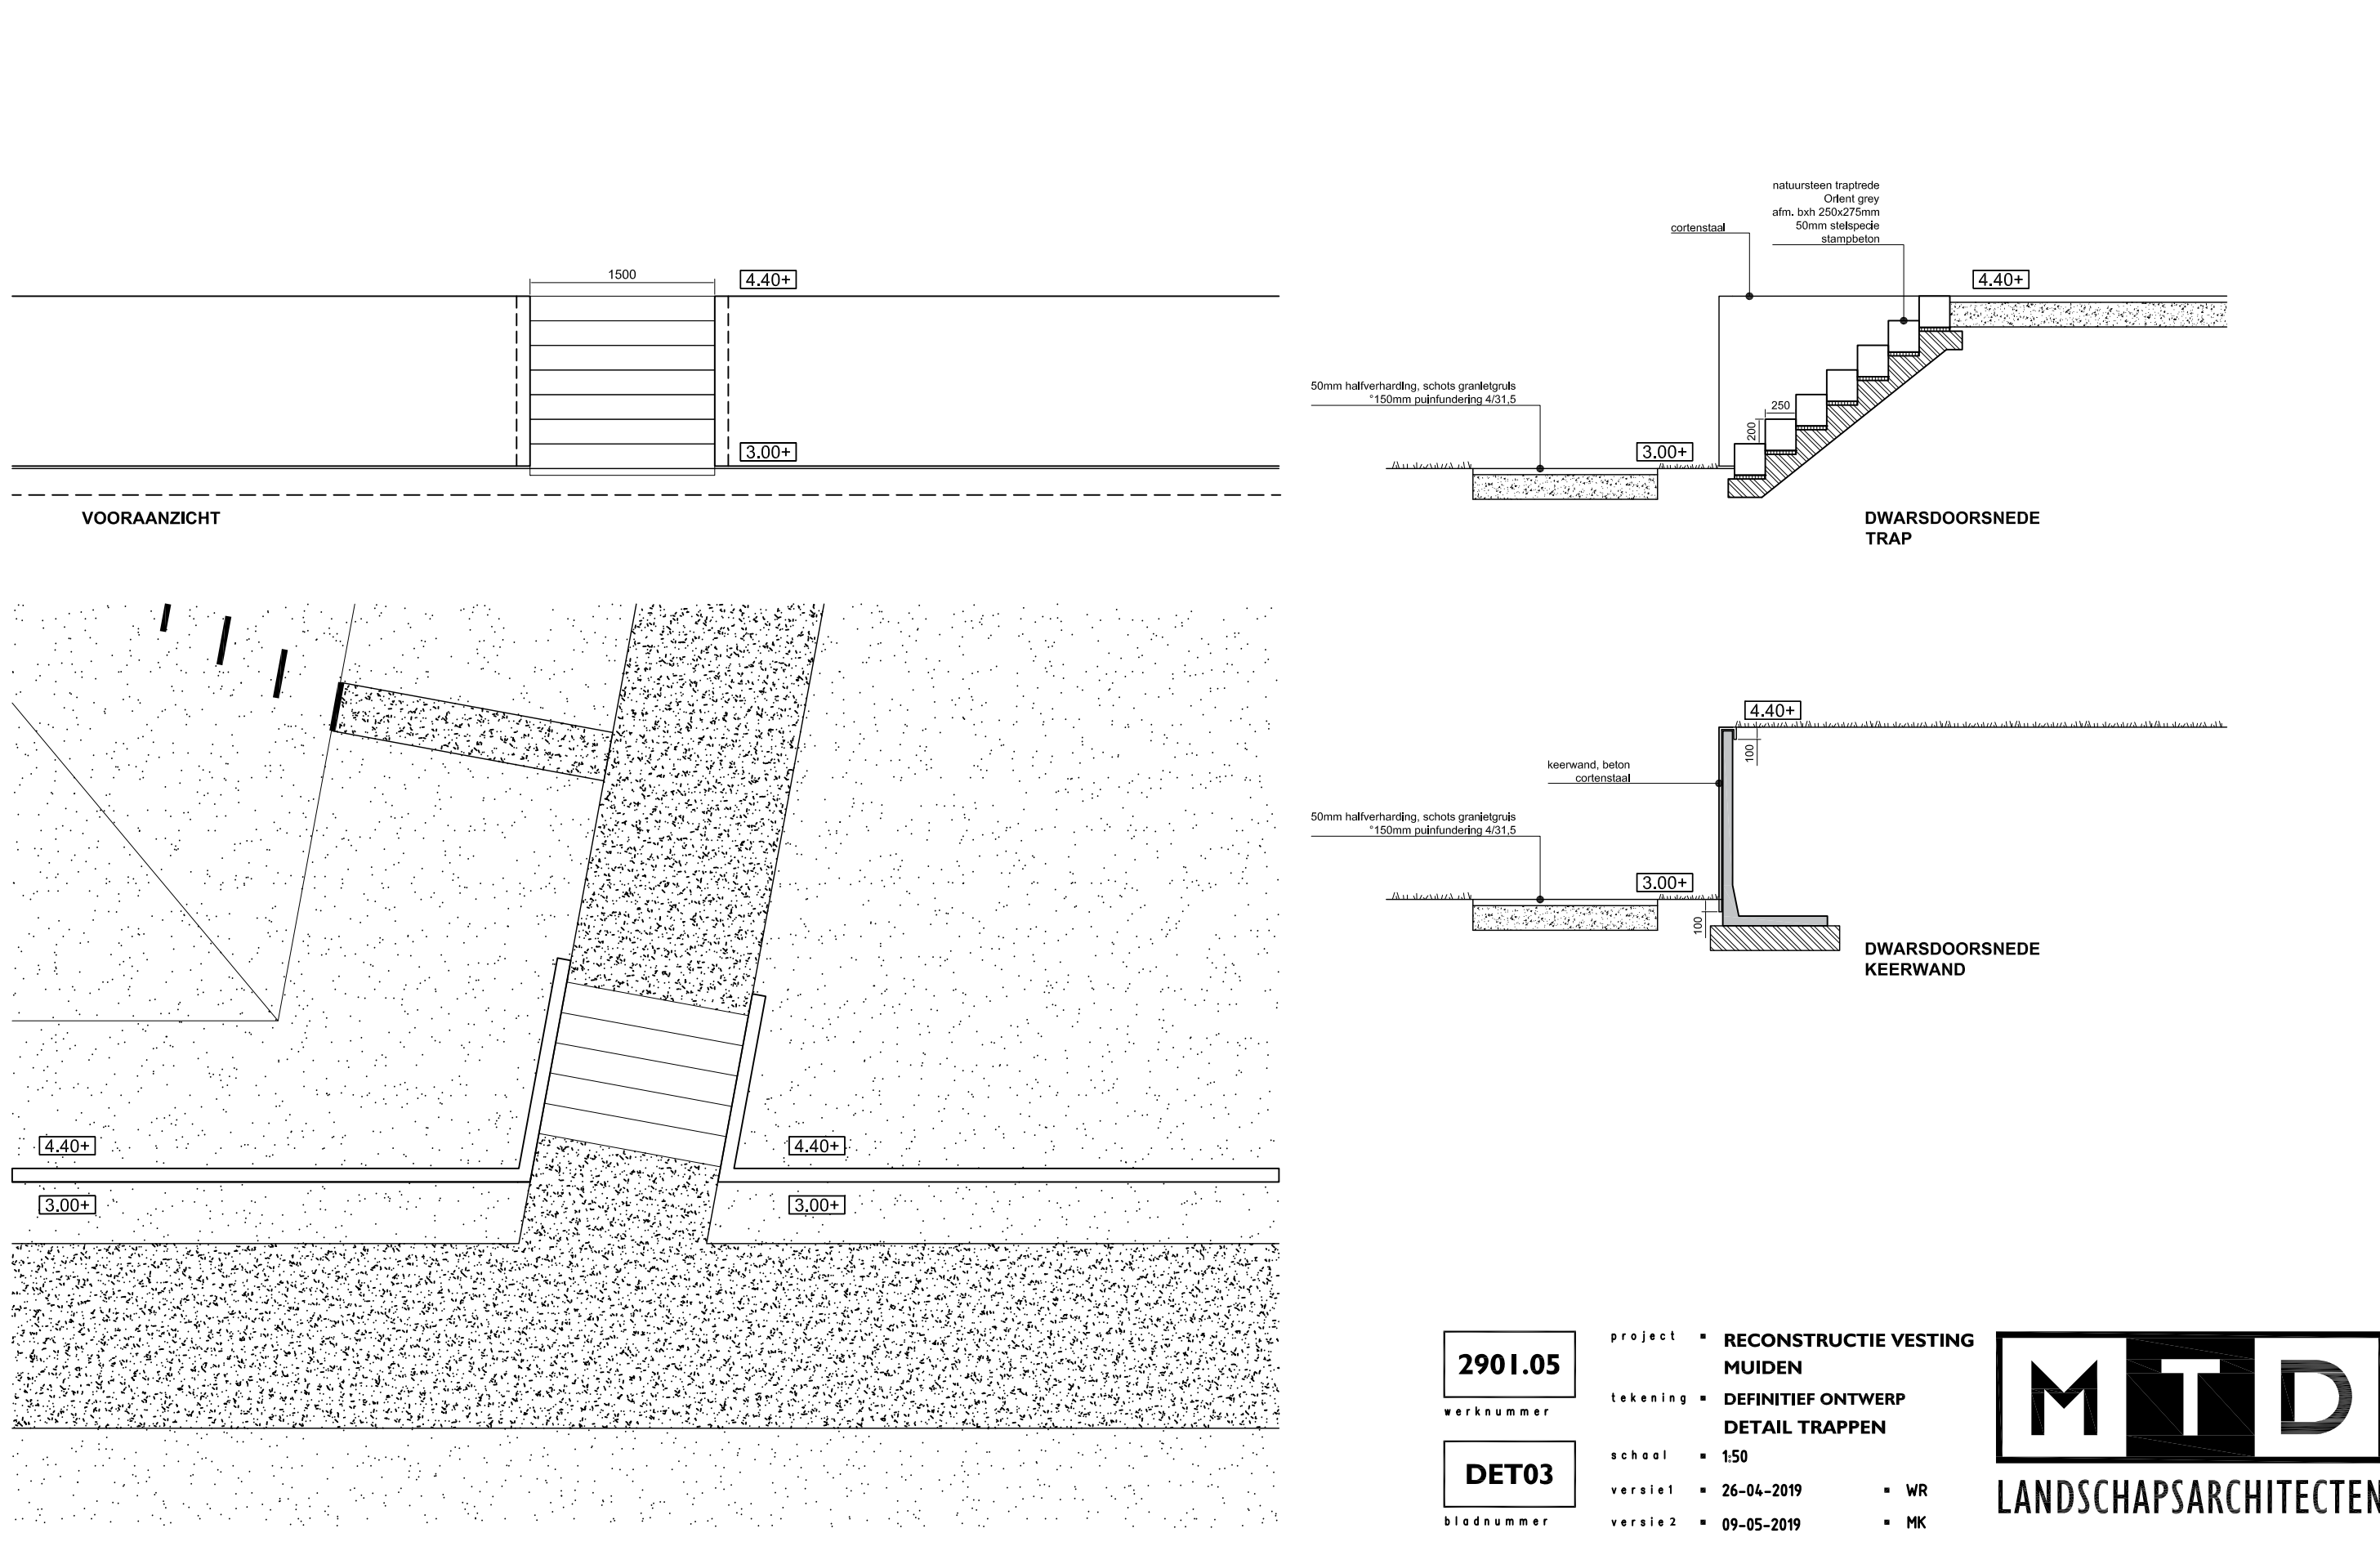 1500
4.40+
3.00+
VOORAANZICHT
natuursteen traptrede
Orient grey
afm. bxh 250x275mm
50mm stelspecie
stampbeton
cortenstaal
4.40+
50mm halfverharding, schots granietgruis
°150mm puinfundering 4/31,5
250
200
3.00+
DWARSDOORSNEDE
TRAP
4.40+
100
keerwand, beton
cortenstaal
50mm halfverharding, schots granietgruis
°150mm puinfundering 4/31,5
3.00+
100
DWARSDOORSNEDE
KEERWAND
4.40+
4.40+
3.00+
3.00+
2901.05
werknummer
DET03
bladnummer
project ▪ RECONSTRUCTIE VESTING
MUIDEN
tekening ▪ DEFINITIEF ONTWERP
DETAIL TRAPPEN
schaal ▪ 1:50
versie1 ▪ 26-04-2019 ▪ WR
versie2 ▪ 09-05-2019 ▪ MK
MTD
LANDSCHAPSARCHITECTEN